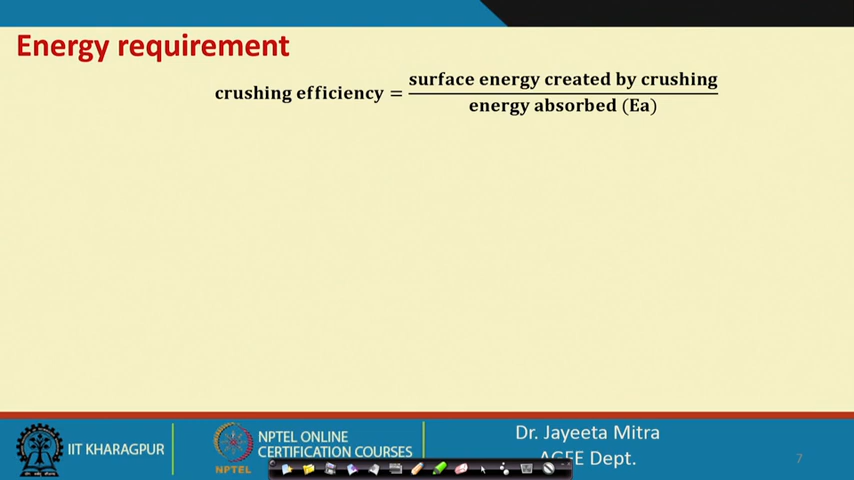 Energy requirement
crushing efficiency = surface energy created by crushing / energy absorbed (Ea)
IIT KHARAGPUR
NPTEL
NPTEL ONLINE
CERTIFICATION COURSES
Dr. Jayeeta Mitra
AGFE Dept.
7